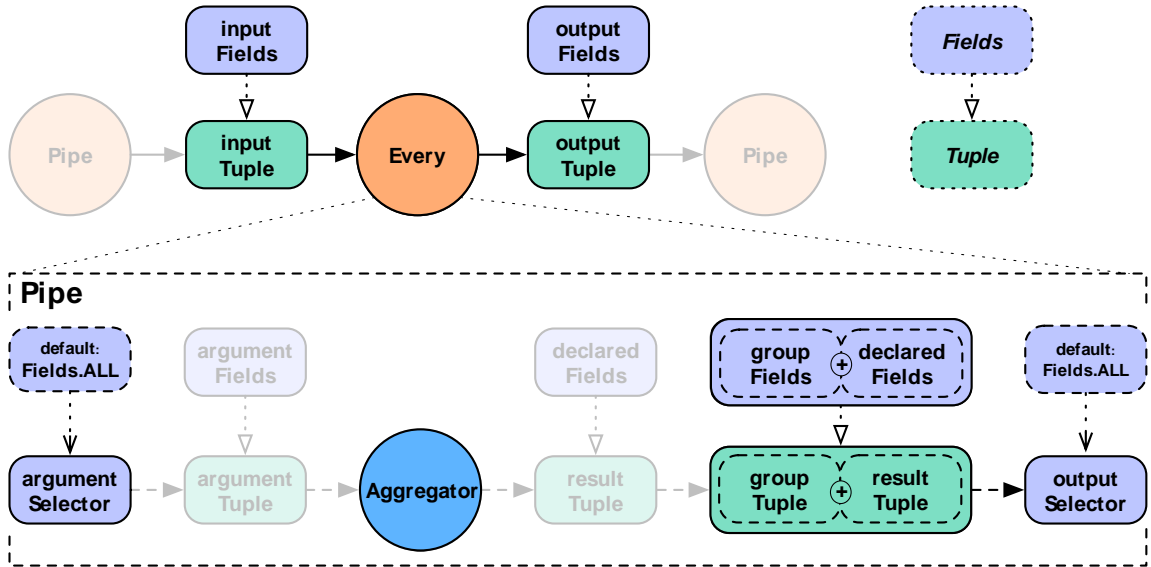 input
Fields
output
Fields
Fields
Pipe
input
Tuple
Every
output
Tuple
Pipe
Tuple
Pipe
default:
Fields.ALL
argument
Fields
declared
Fields
group
Fields
+
declared
Fields
default:
Fields.ALL
argument
Selector
argument
Tuple
Aggregator
result
Tuple
group
Tuple
+
result
Tuple
output
Selector